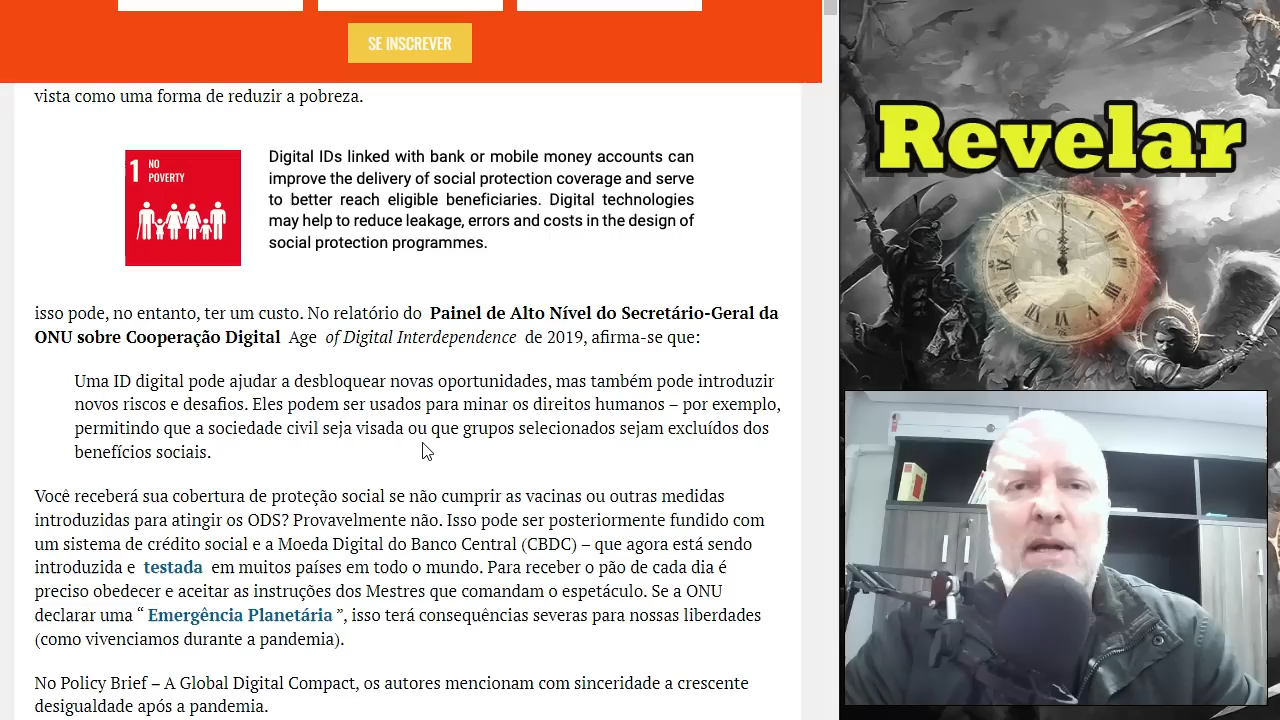 SE INSCREVER
vista como uma forma de reduzir a pobreza.
1 NO
POVERTY
Digital IDs linked with bank or mobile money accounts can
improve the delivery of social protection coverage and serve
to better reach eligible beneficiaries. Digital technologies
may help to reduce leakage, errors and costs in the design of
social protection programmes.
isso pode, no entanto, ter um custo. No relatório do Painel de Alto Nível do Secretário-Geral da
ONU sobre Cooperação Digital Age of Digital Interdependence de 2019, afirma-se que:
Uma ID digital pode ajudar a desbloquear novas oportunidades, mas também pode introduzir
novos riscos e desafios. Eles podem ser usados para minar os direitos humanos – por exemplo,
permitindo que a sociedade civil seja visada ou que grupos selecionados sejam excluídos dos
benefícios sociais.
Você receberá sua cobertura de proteção social se não cumprir as vacinas ou outras medidas
introduzidas para atingir os ODS? Provavelmente não. Isso pode ser posteriormente fundido com
um sistema de crédito social e a Moeda Digital do Banco Central (CBDC) – que agora está sendo
introduzida e testada em muitos países em todo o mundo. Para receber o pão de cada dia é
preciso obedecer e aceitar as instruções dos Mestres que comandam o espetáculo. Se a ONU
declarar uma “ Emergência Planetária ”, isso terá consequências severas para nossas liberdades
(como vivenciamos durante a pandemia).
No Policy Brief – A Global Digital Compact, os autores mencionam com sinceridade a crescente
desigualdade após a pandemia.
Revelar